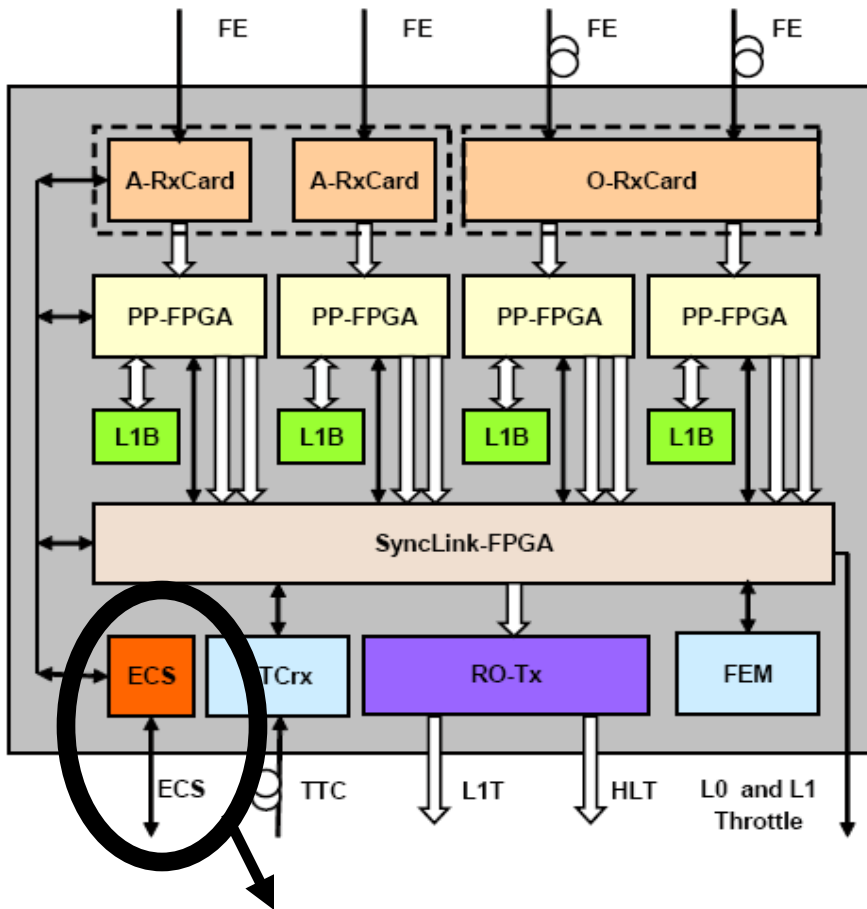 FE FE FE FE
A-RxCard A-RxCard O-RxCard
PP-FPGA PP-FPGA PP-FPGA PP-FPGA
L1B L1B L1B L1B
SyncLink-FPGA
ECS TCrx RO-Tx FEM
ECS TTC L1T HLT L0 and L1
Throttle